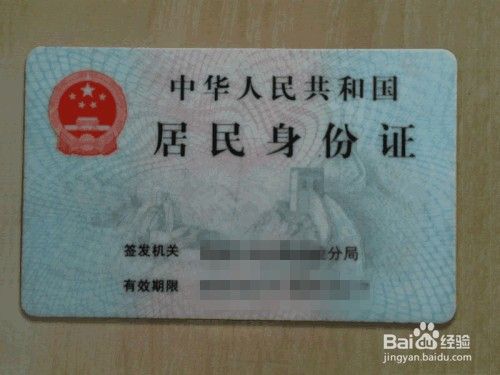 中华人民共和国
居民身份证
签发机关 分局
有效期限
Baidu 经验
jingyan.baidu.com